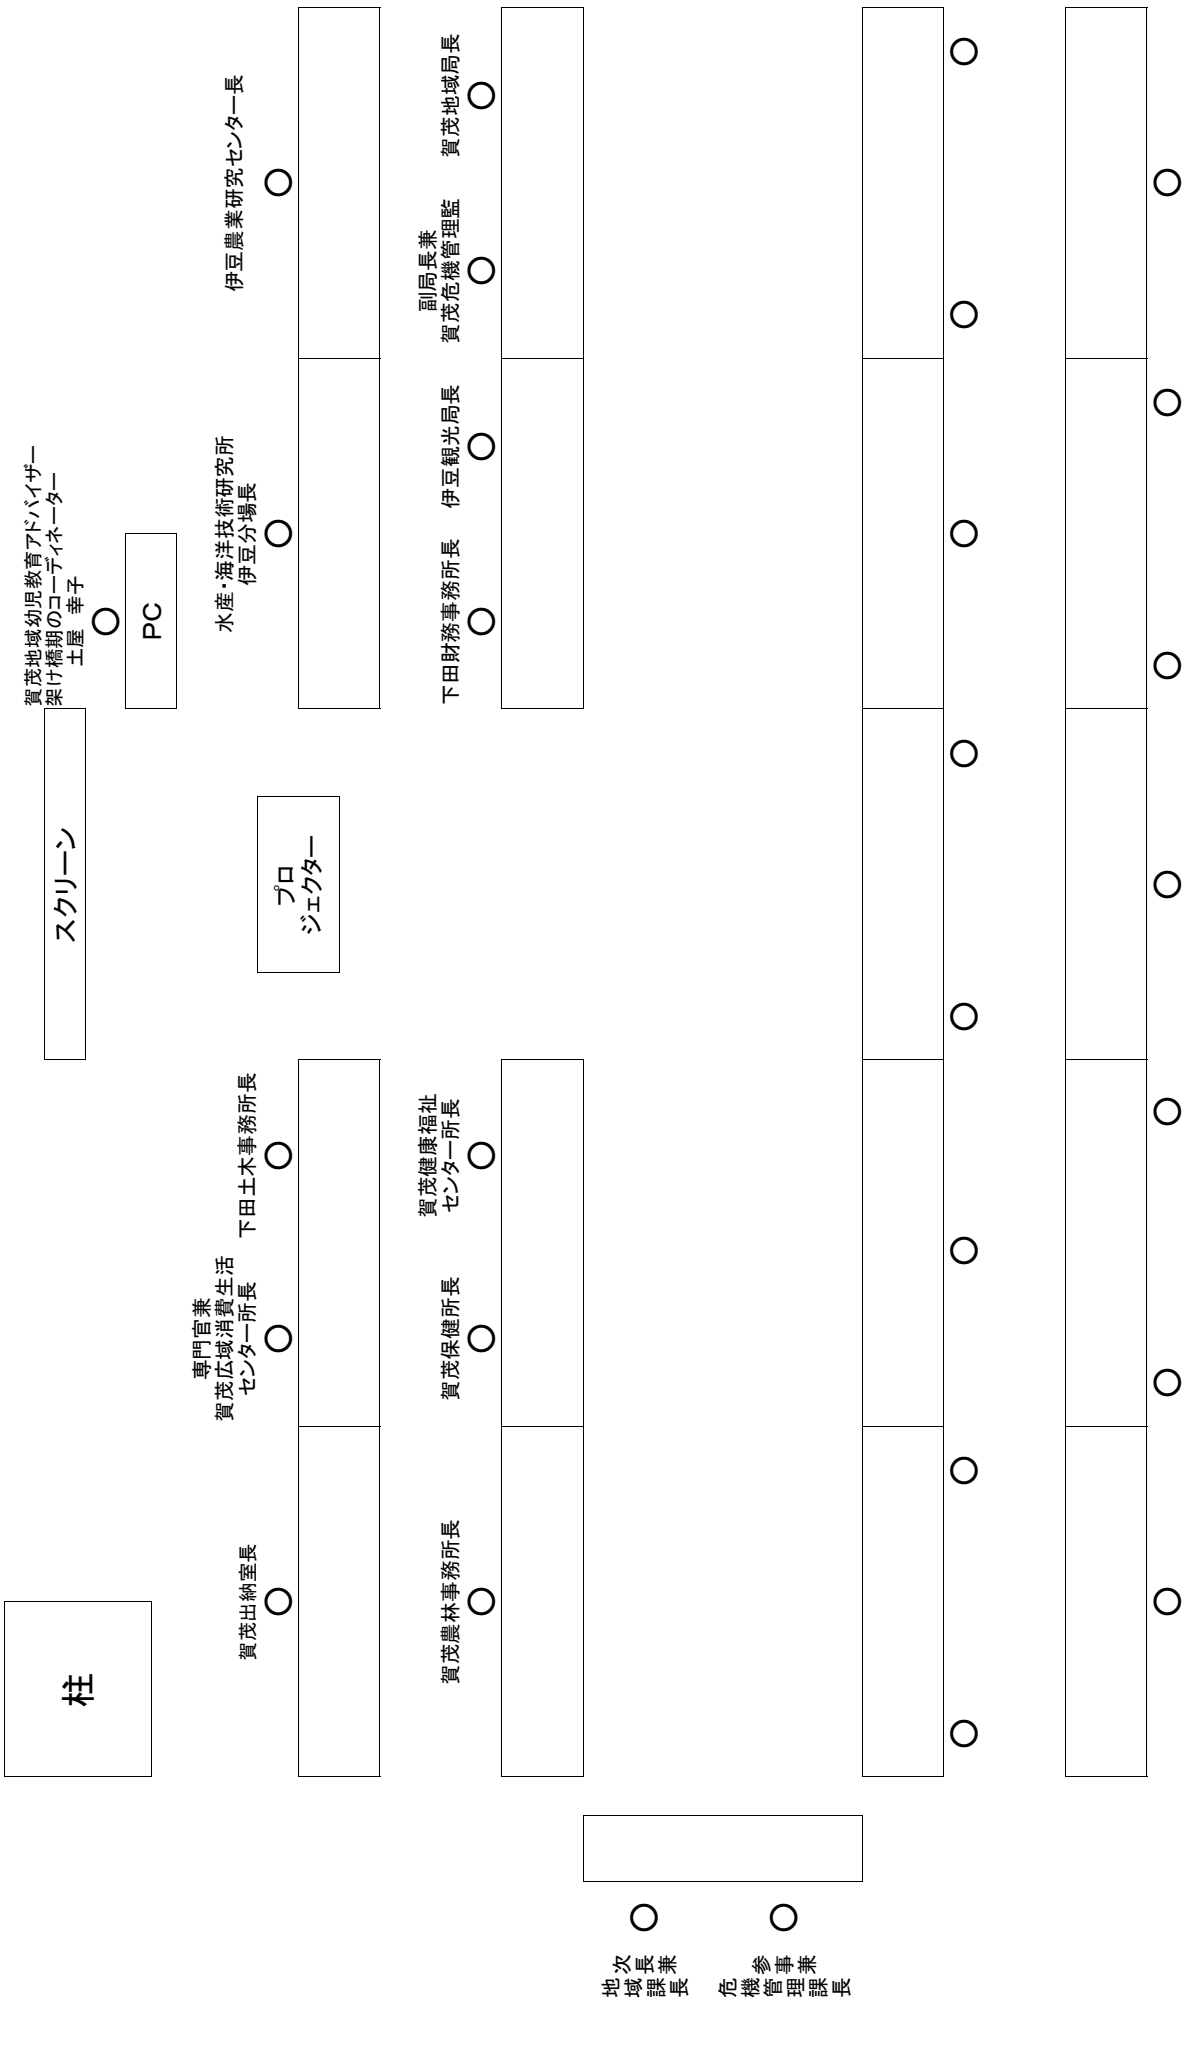 柱
スクリーン
賀茂地域幼児教育アドバイザー
架け橋期のコーディネーター
土屋　幸子
PC
賀茂出納室長
専門官兼
賀茂広域消費生活
センター所長
下田土木事務所長
プロ
ジェクター
水産・海洋技術研究所
伊豆分場長
伊豆農業研究センター長
賀茂農林事務所長
賀茂保健所長
賀茂健康福祉
センター所長
下田財務事務所長
伊豆観光局長
副局長兼
賀茂危機管理監
賀茂地域局長
次長兼
地域課長
参事兼
危機管理課長